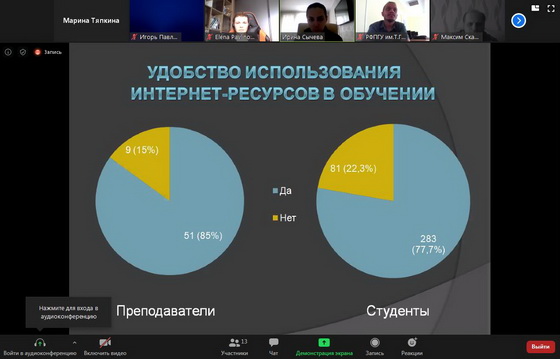 Марина Тяпкина
Игорь Павл...
Elena Pavlper...
Ирина Сычева
РФПГУ им.Т.Г...
Максим Ска...
Запись
УДОБСТВО ИСПОЛЬЗОВАНИЯ
ИНТЕРНЕТ-РЕСУРСОВ В ОБУЧЕНИИ
9 (15%)
51 (85%)
Да
Нет
81 (22,3%)
283
(77,7%)
Преподаватели
Студенты
Нажмите для входа в
аудиоконференцию
Войти в аудиоконференцию
Включить видео
13
Участники
Чат
Демонстрация экрана
Запись
Реакции
Выйти